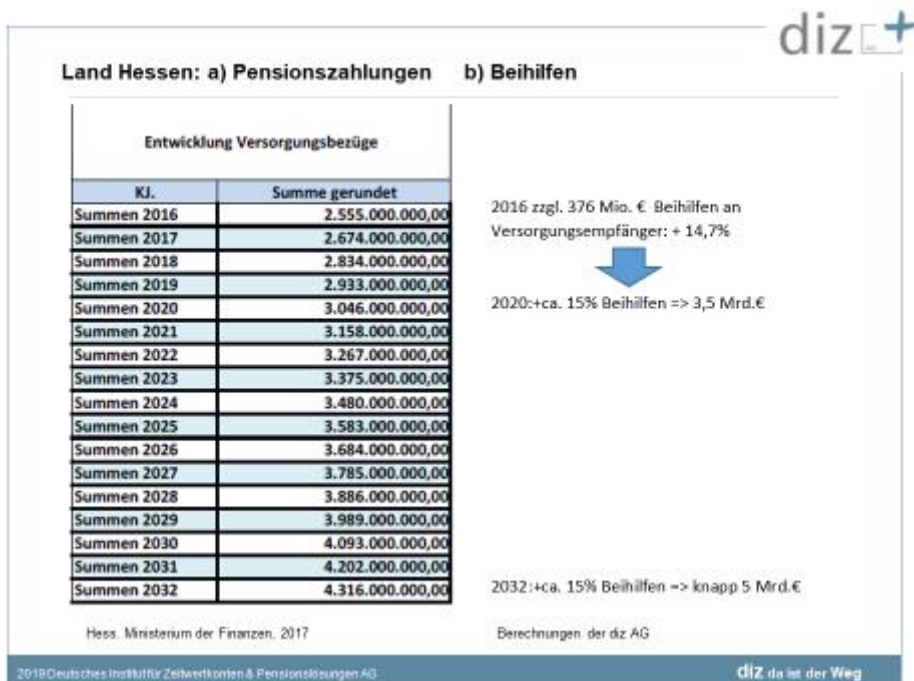 diz
AG
Land Hessen: a) Pensionszahlungen b) Beihilfen
Entwicklung Versorgungsbezüge
KJ. Summe gerundet
Summen 2016 2.555.000.000,00
Summen 2017 2.674.000.000,00
Summen 2018 2.834.000.000,00
Summen 2019 2.933.000.000,00
Summen 2020 3.046.000.000,00
Summen 2021 3.158.000.000,00
Summen 2022 3.267.000.000,00
Summen 2023 3.375.000.000,00
Summen 2024 3.480.000.000,00
Summen 2025 3.583.000.000,00
Summen 2026 3.684.000.000,00
Summen 2027 3.785.000.000,00
Summen 2028 3.886.000.000,00
Summen 2029 3.989.000.000,00
Summen 2030 4.093.000.000,00
Summen 2031 4.202.000.000,00
Summen 2032 4.316.000.000,00
2016 zzgl. 376 Mio. € Beihilfen an
Versorgungsempfänger: + 14,7%
2020:+ca. 15% Beihilfen => 3,5 Mrd.€
2032:+ca. 15% Beihilfen => knapp 5 Mrd.€
Hess. Ministerium der Finanzen, 2017
Berechnungen der diz AG
2019 Deutsches Institut für Zeitwertkonten & Pensionslösungen AG
diz da ist der Weg